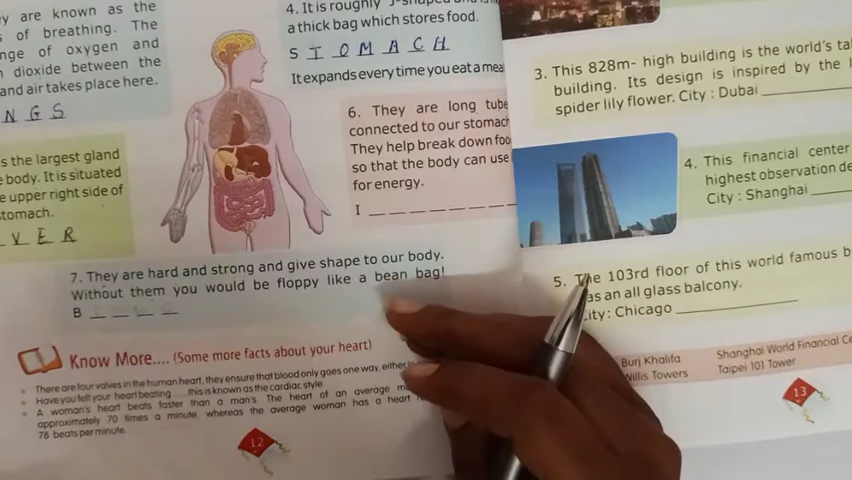 ey are known as the
s of breathing. The
nge of oxygen and
n dioxide between the
and air takes place here.
N G S
s the largest gland
e body. It is situated
e upper right side of
tomach.
V E R
4. It is roughly J-shaped and is
a thick bag which stores food.
S T O M A C H
It expands every time you eat a mea
6. They are long tube
connected to our stomach
They help break down foo
so that the body can use
for energy.
I _ _ _ _ _ _ _ _
7. They are hard and strong and give shape to our body.
Without them you would be floppy like a bean bag!
B _ _ _ _
Know More.... (Some more facts about your heart)
There are four valves in the human heart, they ensure that blood only goes one way, either in
Have you felt your heart beating.....this is known as the cardiac style.
A woman's heart beats faster than a man's. The heart of an average m
approximately 70 times a minute, whereas the average woman has a heart
78 beats per minute.
12
3. This 828m- high building is the world's tal
building. Its design is inspired by the
spider lily flower. City : Dubai
4. This financial center
highest observation de
City : Shanghai
5. The 103rd floor of this world famous b
as an all glass balcony.
ity: Chicago
Burj Khalifa Shanghai World Financial Ce
Willis Towers Taipei 101 Tower
13